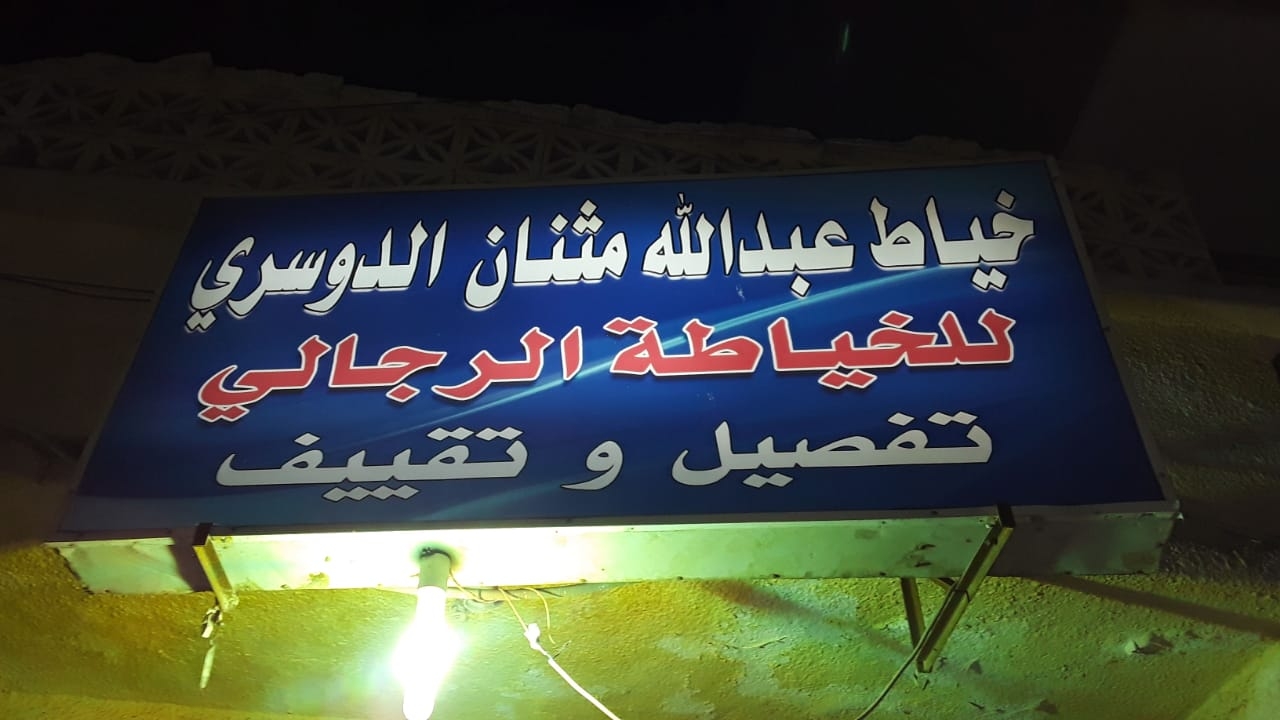 خياط عبدالله مثنان الدوسري
للخياطة الرجالي
تفصيل و تقييف